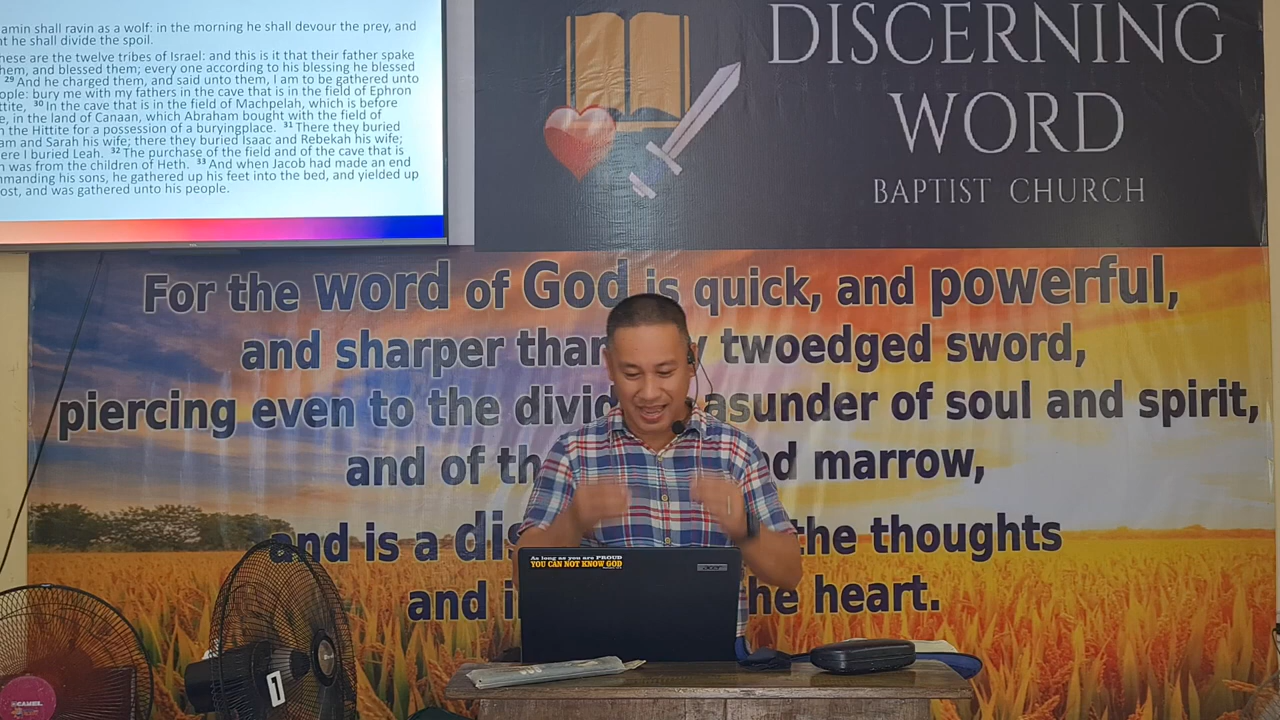 amin shall ravin as a wolf: in the morning he shall devour the prey, and
he shall divide the spoil.
hese are the twelve tribes of Israel: and this is it that their father spake
hem, and blessed them; every one according to his blessing he blessed
29 And he charged them, and said unto them, I am to be gathered unto
ople: bury me with my fathers in the cave that is in the field of Ephron
ttite, 30 In the cave that is in the field of Machpelah, which is before
e, in the land of Canaan, which Abraham bought with the field of
n the Hittite for a possession of a buryingplace. 31 There they buried
am and Sarah his wife; there they buried Isaac and Rebekah his wife;
ere I buried Leah. 32 The purchase of the field and of the cave that is
n was from the children of Heth. 33 And when Jacob had made an end
mmanding his sons, he gathered up his feet into the bed, and yielded up
ost, and was gathered unto his people.
DISCERNING
WORD
BAPTIST CHURCH
For the word of God is quick, and powerful,
and sharper than y twoedged sword,
piercing even to the divid asunder of soul and spirit,
and of th nd marrow,
and is a dis the thoughts
and i he heart.
As long as you are PROUD
YOU CAN NOT KNOW GOD
1
CAMEL